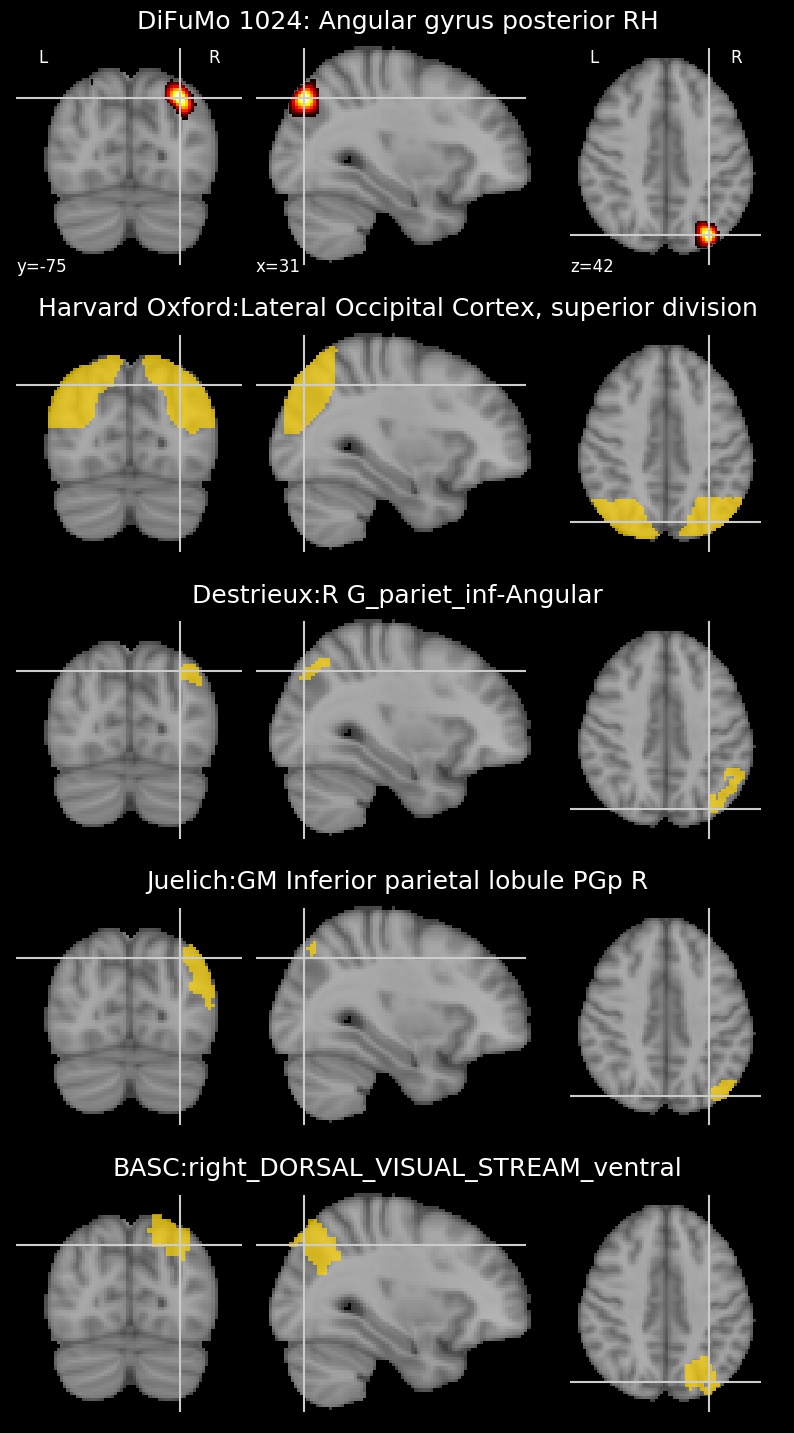 DiFuMo 1024: Angular gyrus posterior RH
L R L R
y=-75 x=31 z=42
Harvard Oxford:Lateral Occipital Cortex, superior division
Destrieux:R G_pariet_inf-Angular
Juelich:GM Inferior parietal lobule PGp R
BASC:right_DORSAL_VISUAL_STREAM_ventral